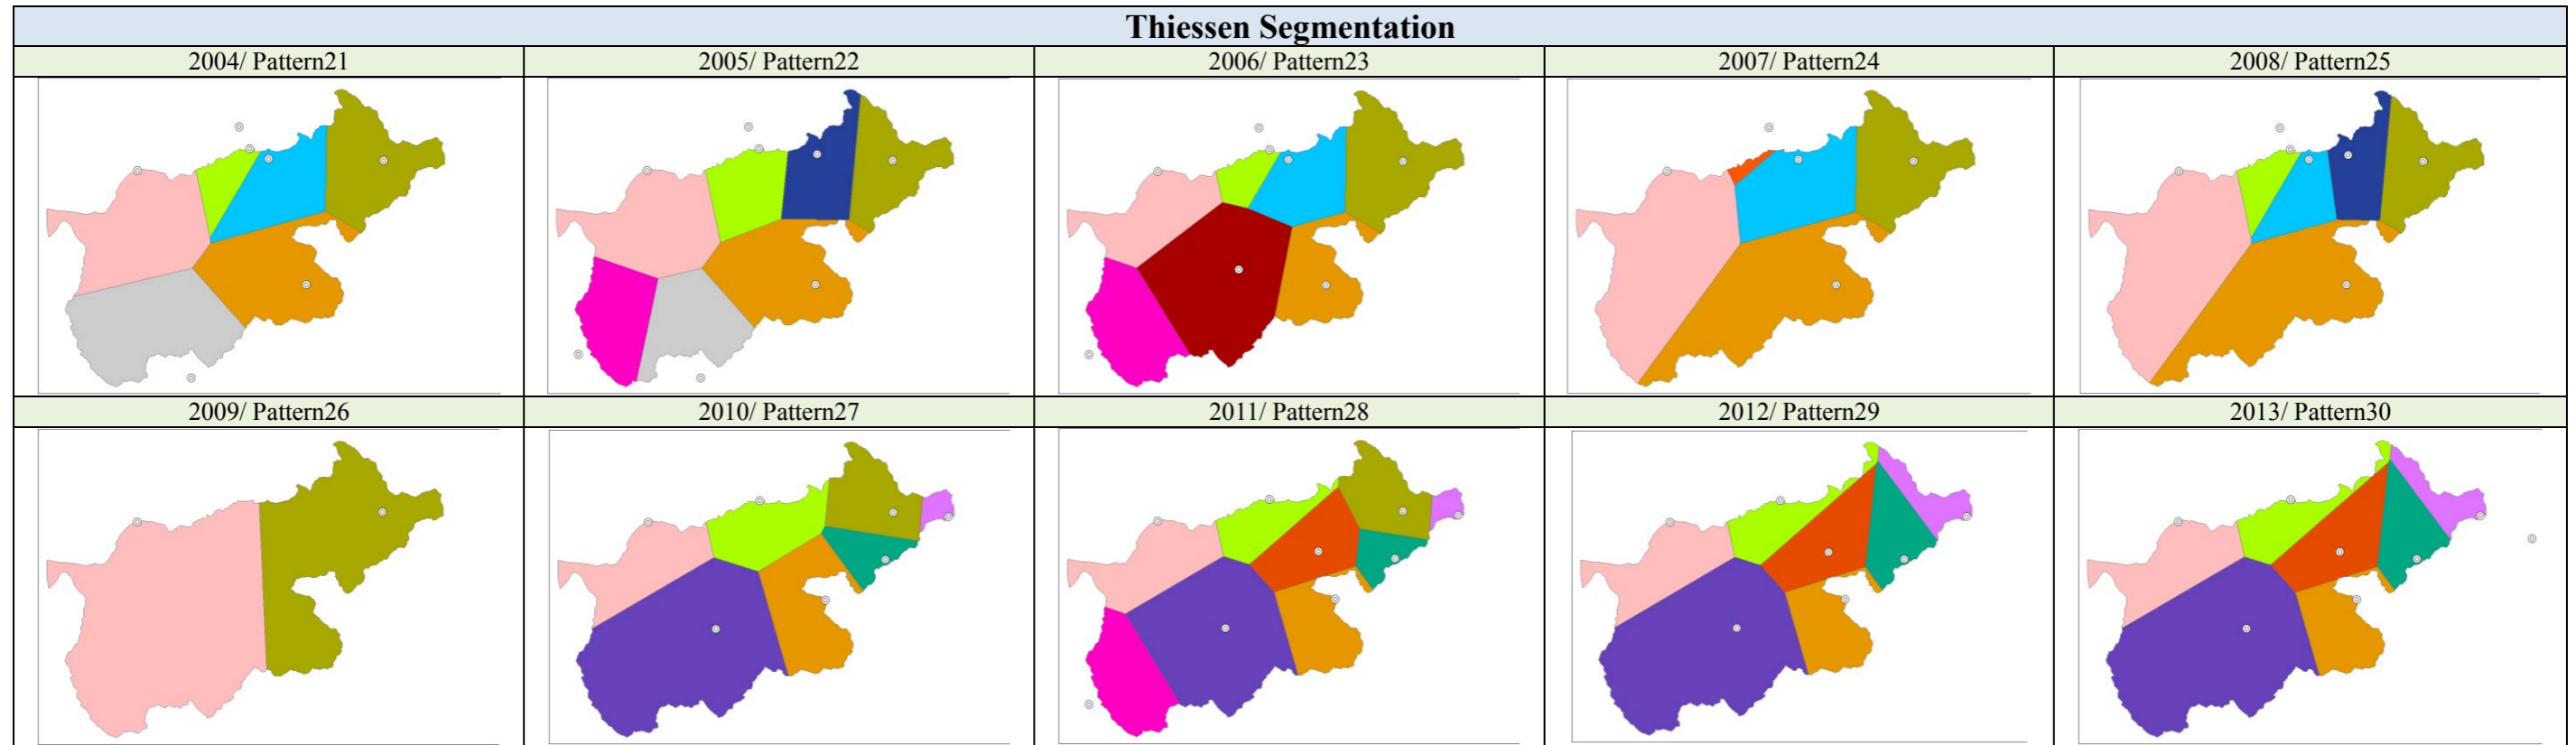 Thiessen Segmentation
2004/ Pattern21 2005/ Pattern22 2006/ Pattern23 2007/ Pattern24 2008/ Pattern25
2009/ Pattern26 2010/ Pattern27 2011/ Pattern28 2012/ Pattern29 2013/ Pattern30